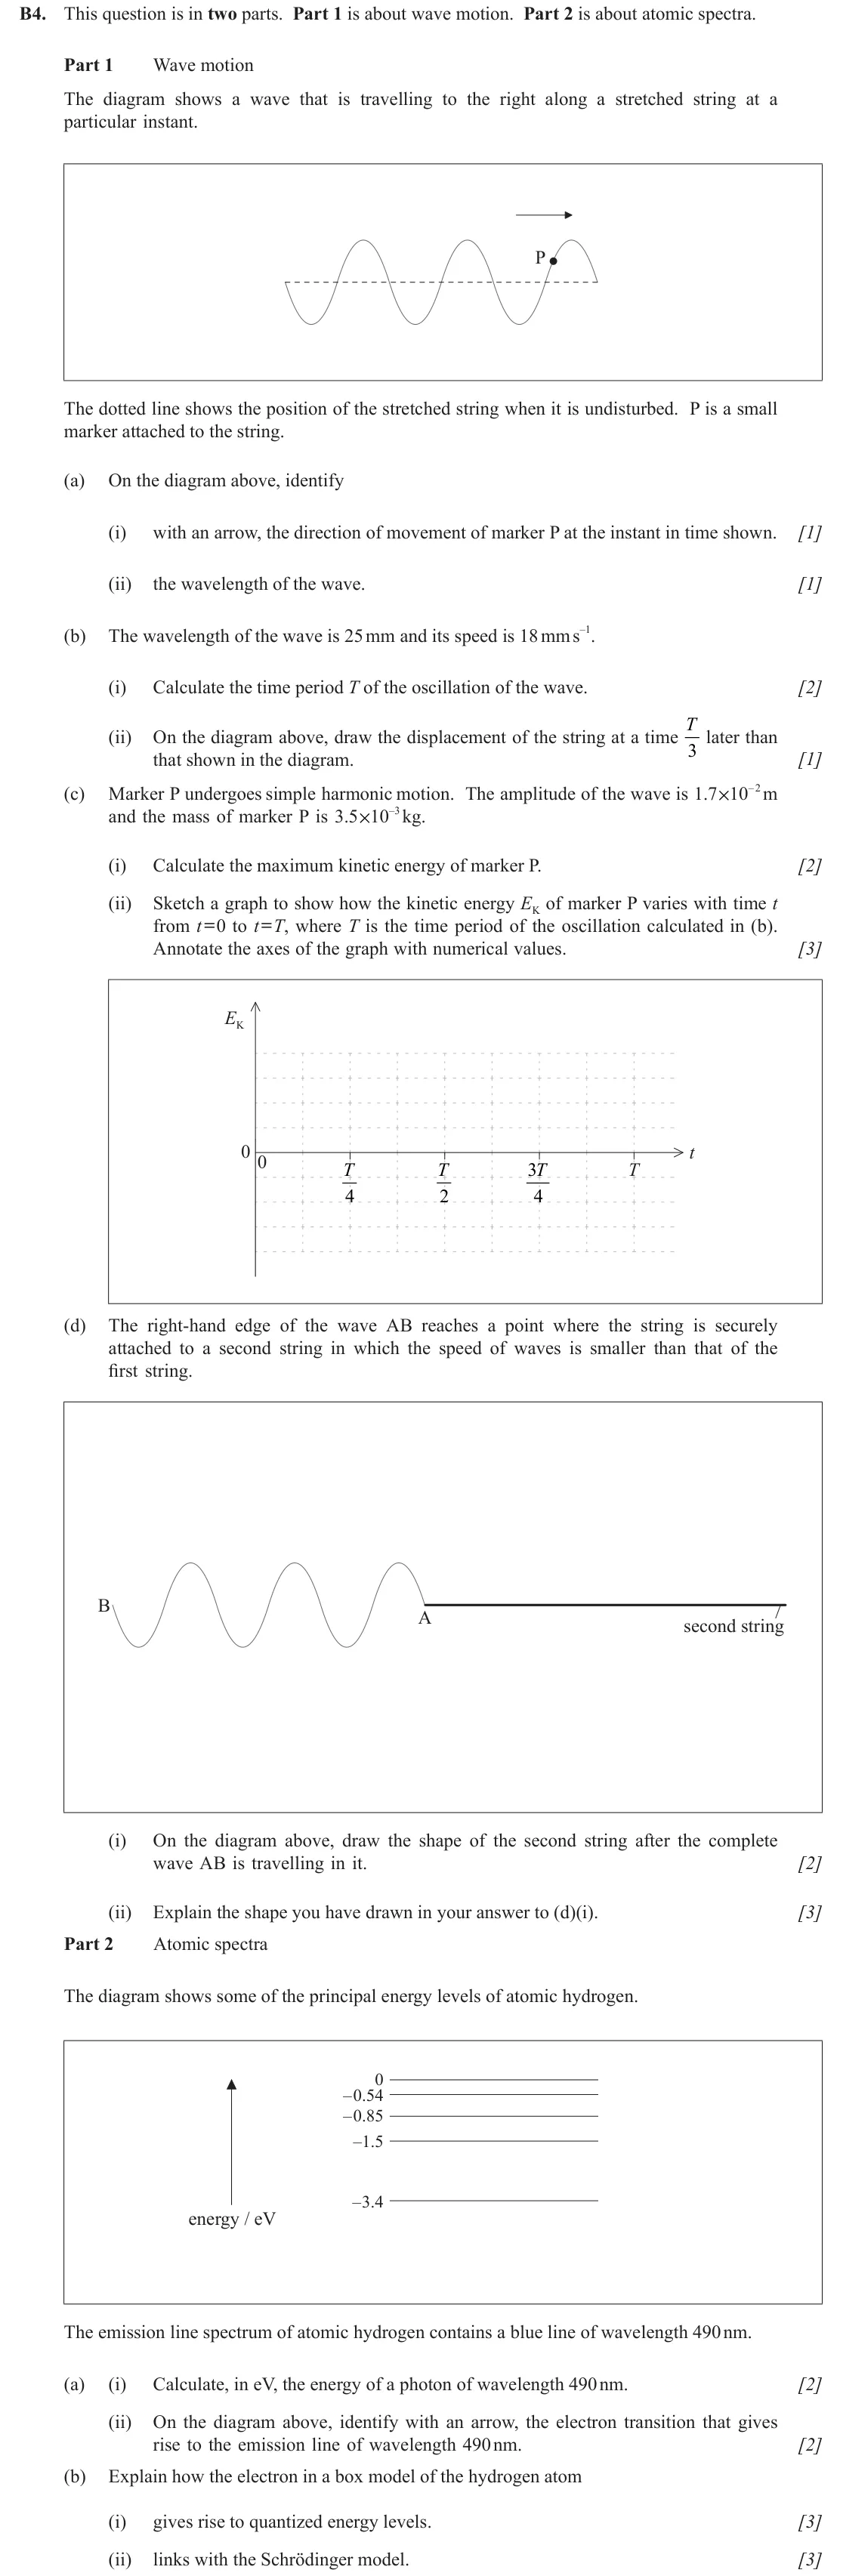 B4. This question is in two parts. Part 1 is about wave motion. Part 2 is about atomic spectra.
Part 1 Wave motion
The diagram shows a wave that is travelling to the right along a stretched string at a
particular instant.
P
The dotted line shows the position of the stretched string when it is undisturbed. P is a small
marker attached to the string.
(a) On the diagram above, identify
(i) with an arrow, the direction of movement of marker P at the instant in time shown. [1]
(ii) the wavelength of the wave. [1]
(b) The wavelength of the wave is 25 mm and its speed is 18 mm s⁻¹.
(i) Calculate the time period T of the oscillation of the wave. [2]
(ii) On the diagram above, draw the displacement of the string at a time T/3 later than
that shown in the diagram. [1]
(c) Marker P undergoes simple harmonic motion. The amplitude of the wave is 1.7×10⁻² m
and the mass of marker P is 3.5×10⁻³ kg.
(i) Calculate the maximum kinetic energy of marker P. [2]
(ii) Sketch a graph to show how the kinetic energy E_K of marker P varies with time t
from t=0 to t=T, where T is the time period of the oscillation calculated in (b).
Annotate the axes of the graph with numerical values. [3]
E_K
0 t
0 T/4 T/2 3T/4 T
(d) The right-hand edge of the wave AB reaches a point where the string is securely
attached to a second string in which the speed of waves is smaller than that of the
first string.
B
A
second string
(i) On the diagram above, draw the shape of the second string after the complete
wave AB is travelling in it. [2]
(ii) Explain the shape you have drawn in your answer to (d)(i). [3]
Part 2 Atomic spectra
The diagram shows some of the principal energy levels of atomic hydrogen.
0
–0.54
–0.85
–1.5
–3.4
energy / eV
The emission line spectrum of atomic hydrogen contains a blue line of wavelength 490 nm.
(a) (i) Calculate, in eV, the energy of a photon of wavelength 490 nm. [2]
(ii) On the diagram above, identify with an arrow, the electron transition that gives
rise to the emission line of wavelength 490 nm. [2]
(b) Explain how the electron in a box model of the hydrogen atom
(i) gives rise to quantized energy levels. [3]
(ii) links with the Schrödinger model. [3]